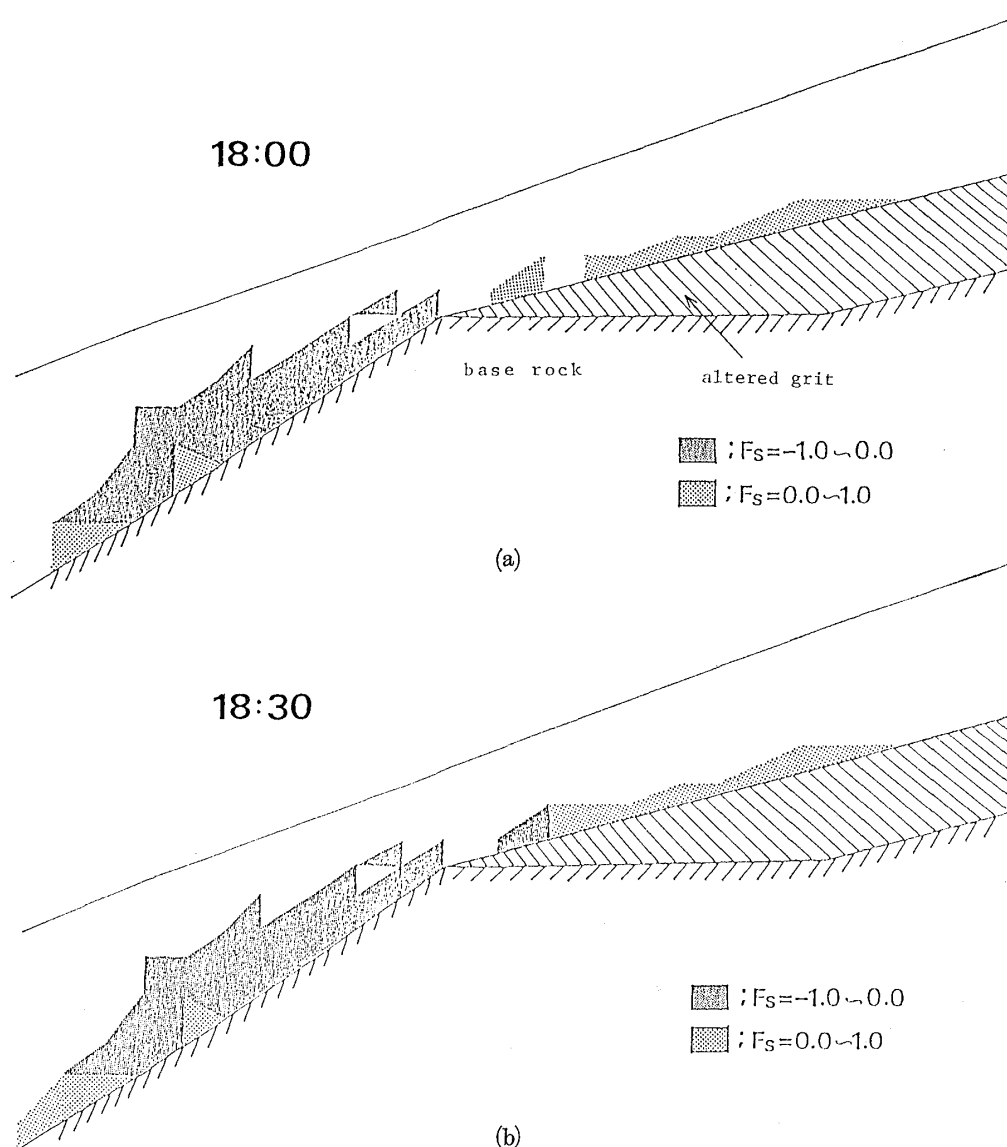 18:00
base rock
altered grit
; Fs=-1.0~0.0
; Fs=0.0~1.0
(a)
18:30
; Fs=-1.0~0.0
; Fs=0.0~1.0
(b)